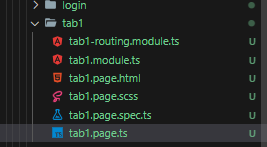 login
tab1
tab1-routing.module.ts U
tab1.module.ts U
tab1.page.html U
tab1.page.scss U
tab1.page.spec.ts U
tab1.page.ts U